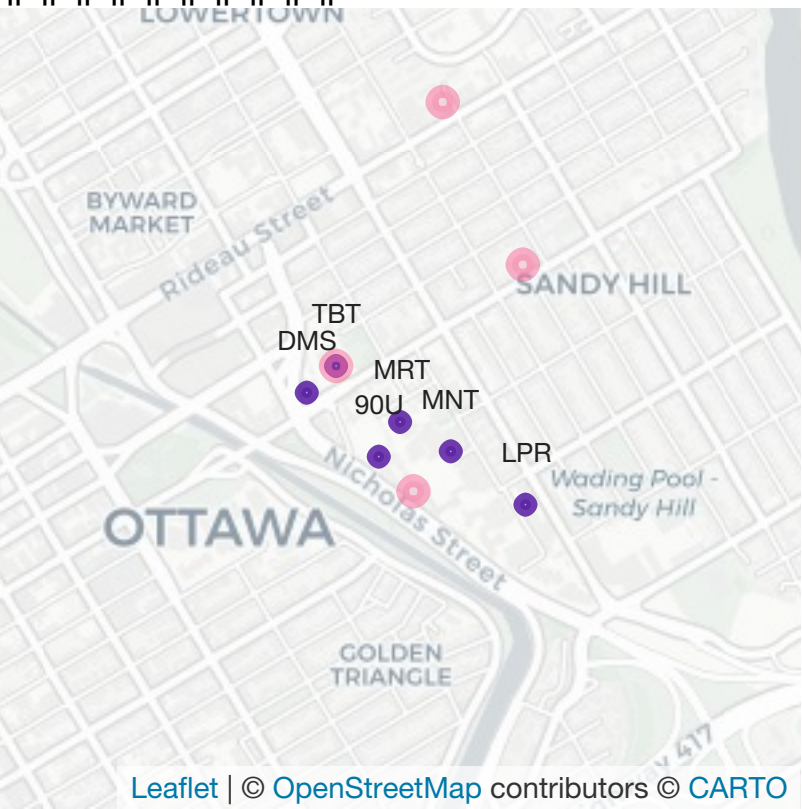 LOWERTOWN
BYWARD
MARKET
Rideau Street
SANDY HILL
TBT
DMS
MRT
90U
MNT
LPR
Nicholas Street
Wading Pool -
Sandy Hill
OTTAWA
GOLDEN
TRIANGLE
417
Leaflet | © OpenStreetMap contributors © CARTO